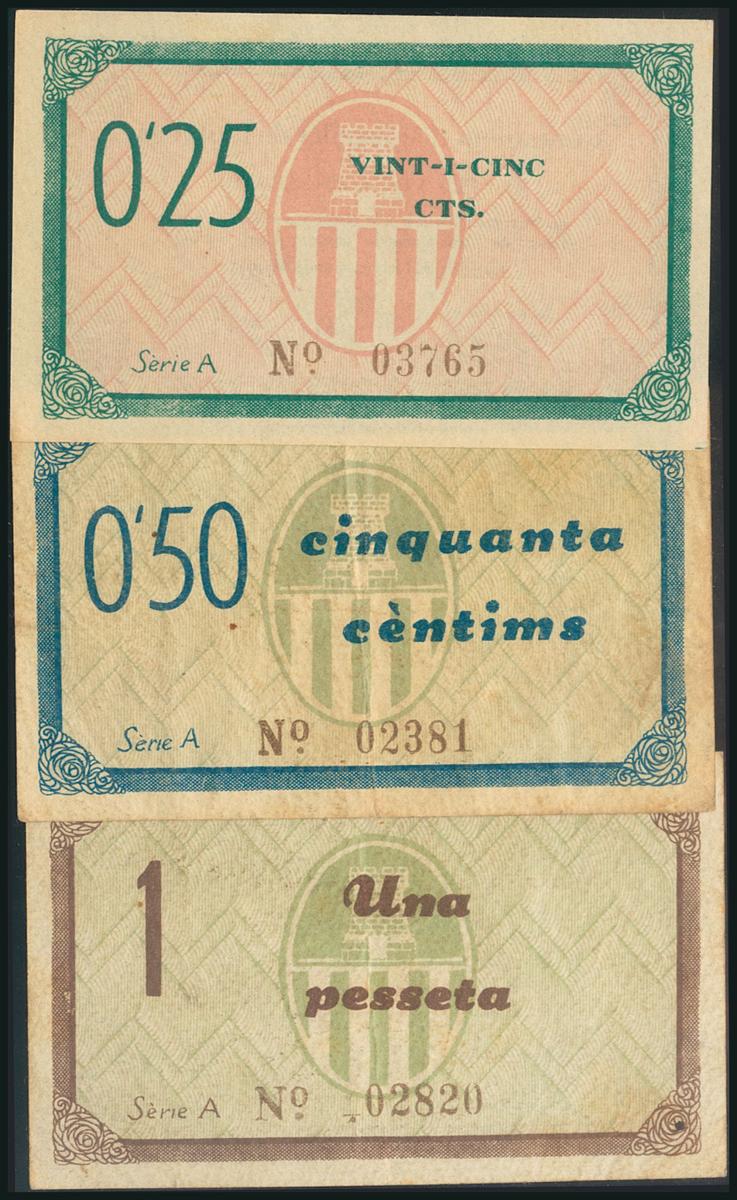 0'25
VINT-I-CINC
CTS.
Sèrie A Nº 03765
0'50
cinquanta
cèntims
Sèrie A Nº 02381
1
Una
pesseta
Sèrie A Nº 02820